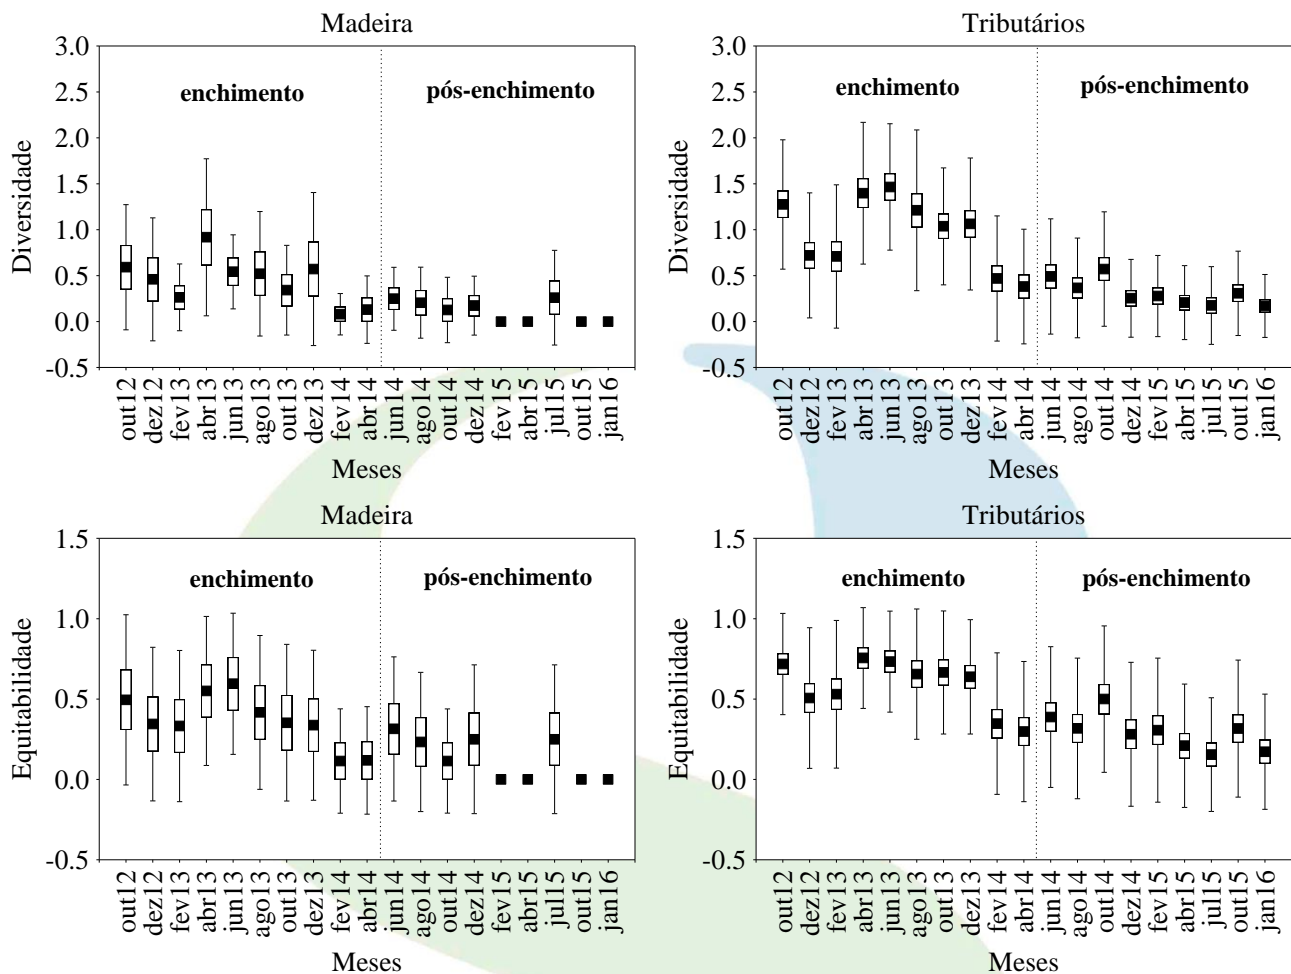 Madeira
3.0
2.5
2.0
1.5
1.0
0.5
0.0
-0.5
Diversidade
enchimento
pós-enchimento
out12
dez12
fev13
abr13
jun13
ago13
out13
dez13
fev14
abr14
jun14
ago14
out14
dez14
fev15
abr15
jul15
out15
jan16
Meses
Tributários
3.0
2.5
2.0
1.5
1.0
0.5
0.0
-0.5
Diversidade
enchimento
pós-enchimento
out12
dez12
fev13
abr13
jun13
ago13
out13
dez13
fev14
abr14
jun14
ago14
out14
dez14
fev15
abr15
jul15
out15
jan16
Meses
Madeira
1.5
1.0
0.5
0.0
-0.5
Equitabilidade
enchimento
pós-enchimento
out12
dez12
fev13
abr13
jun13
ago13
out13
dez13
fev14
abr14
jun14
ago14
out14
dez14
fev15
abr15
jul15
out15
jan16
Meses
Tributários
1.5
1.0
0.5
0.0
-0.5
Equitabilidade
enchimento
pós-enchimento
out12
dez12
fev13
abr13
jun13
ago13
out13
dez13
fev14
abr14
jun14
ago14
out14
dez14
fev15
abr15
jul15
out15
jan16
Meses